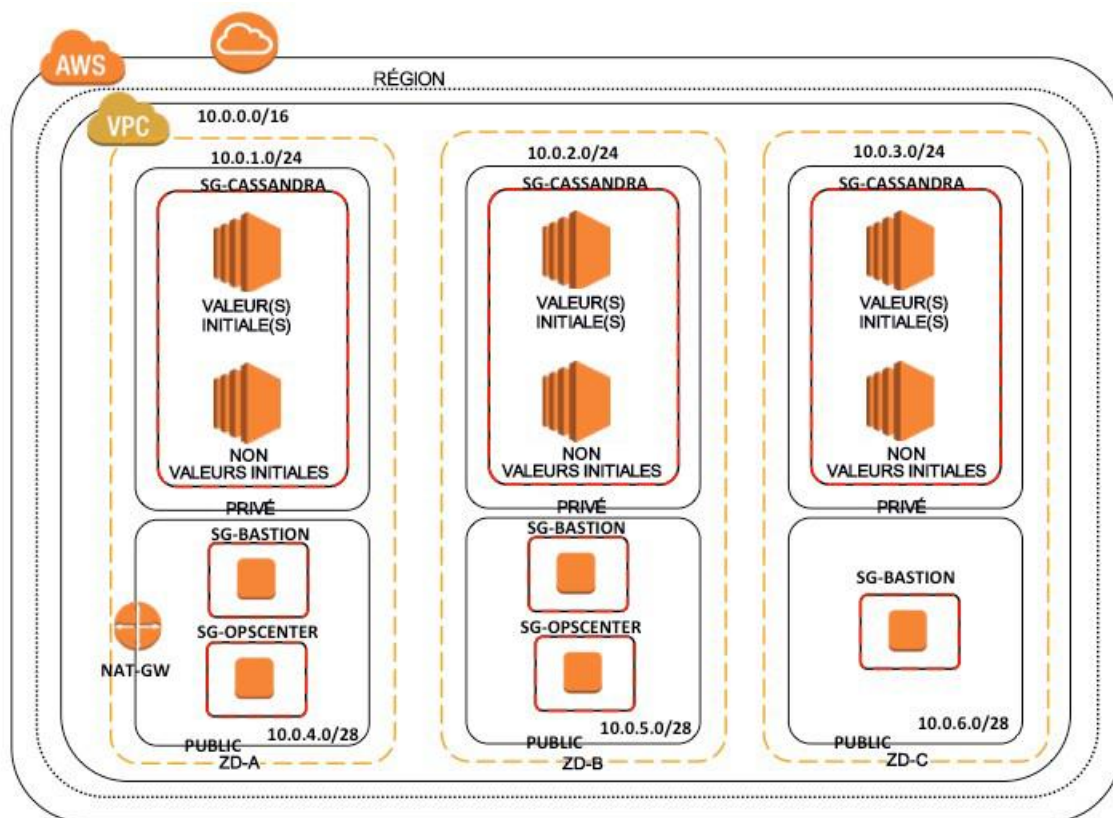 AWS
RÉGION
VPC
10.0.0.0/16
10.0.1.0/24
SG-CASSANDRA
VALEUR(S)
INITIALE(S)
NON
VALEURS INITIALES
PRIVÉ
SG-BASTION
SG-OPSCENTER
NAT-GW
10.0.4.0/28
PUBLIC
ZD-A
10.0.2.0/24
SG-CASSANDRA
VALEUR(S)
INITIALE(S)
NON
VALEURS INITIALES
PRIVÉ
SG-BASTION
SG-OPSCENTER
10.0.5.0/28
PUBLIC
ZD-B
10.0.3.0/24
SG-CASSANDRA
VALEUR(S)
INITIALE(S)
NON
VALEURS INITIALES
PRIVÉ
SG-BASTION
10.0.6.0/28
PUBLIC
ZD-C